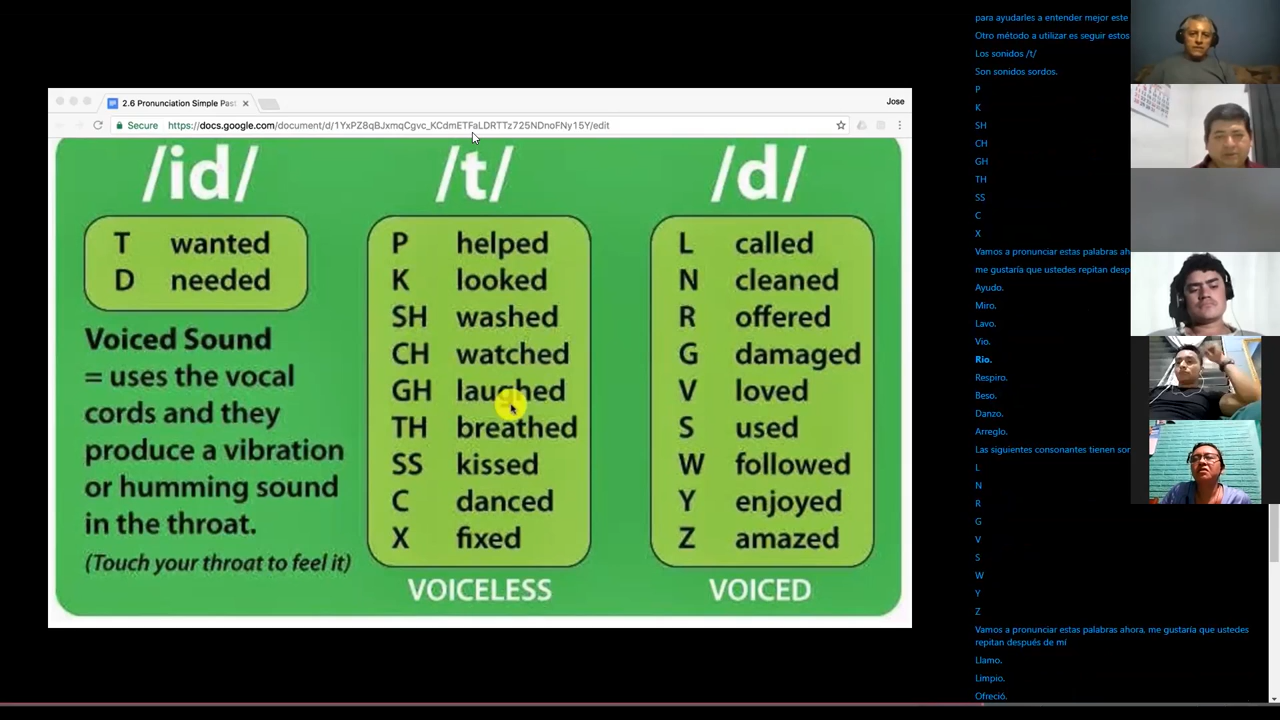 2.6 Pronunciation Simple Past
Jose
Secure
https://docs.google.com/document/d/1YxPZ8qBJxmqCgvc_KCdmETFaLDRTTz725NDnoFNy15Y/edit
/id/
T wanted
D needed
Voiced Sound
= uses the vocal
cords and they
produce a vibration
or humming sound
in the throat.
(Touch your throat to feel it)
/t/
P helped
K looked
SH washed
CH watched
GH laughed
TH breathed
SS kissed
C danced
X fixed
VOICELESS
/d/
L called
N cleaned
R offered
G damaged
V loved
S used
W followed
Y enjoyed
Z amazed
VOICED
para ayudarles a entender mejor este
Otro método a utilizar es seguir estos
Los sonidos /t/
Son sonidos sordos.
P
K
SH
CH
GH
TH
SS
C
X
Vamos a pronunciar estas palabras ah
me gustaría que ustedes repitan desp
Ayudo.
Miro.
Lavo.
Vio.
Rio.
Respiro.
Beso.
Danzo.
Arreglo.
Las siguientes consonantes tienen son
L
N
R
G
V
S
W
Y
Z
Vamos a pronunciar estas palabras ahora. me gustaría que ustedes
repitan después de mí
Llamo.
Limpio.
Ofreció.